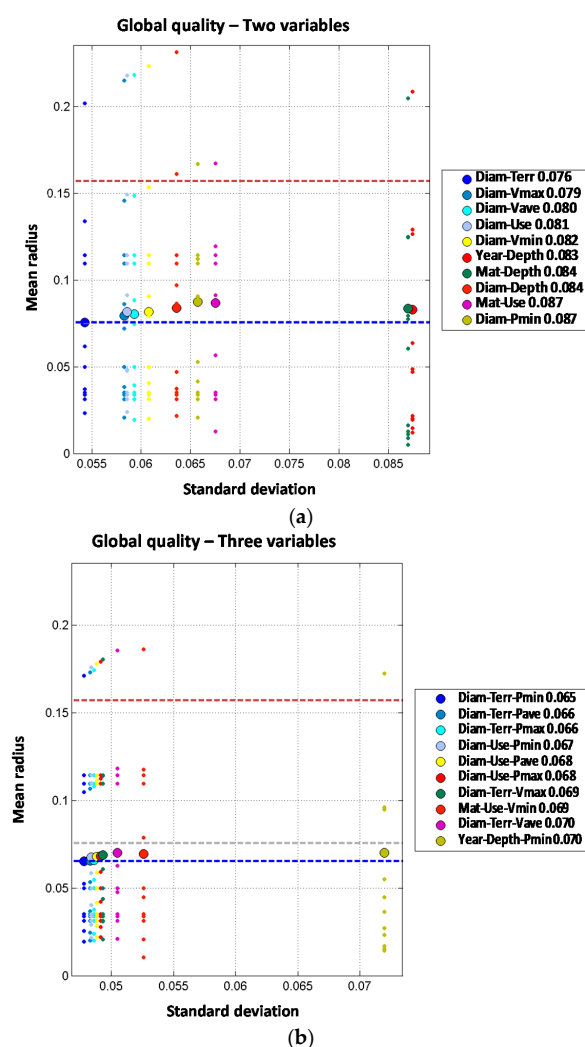 Global quality – Two variables
0.2
0.15
0.1
0.05
0
Mean radius
0.055
0.06
0.065
0.07
0.075
0.08
0.085
Standard deviation
Diam-Terr 0.076
Diam-Vmax 0.079
Diam-Vave 0.080
Diam-Use 0.081
Diam-Vmin 0.082
Year-Depth 0.083
Mat-Depth 0.084
Diam-Depth 0.084
Mat-Use 0.087
Diam-Pmin 0.087
(a)
Global quality – Three variables
0.2
0.15
0.1
0.05
0
Mean radius
0.05
0.055
0.06
0.065
0.07
Standard deviation
Diam-Terr-Pmin 0.065
Diam-Terr-Pave 0.066
Diam-Terr-Pmax 0.066
Diam-Use-Pmin 0.067
Diam-Use-Pave 0.068
Diam-Use-Pmax 0.068
Diam-Terr-Vmax 0.069
Mat-Use-Vmin 0.069
Diam-Terr-Vave 0.070
Year-Depth-Pmin 0.070
(b)